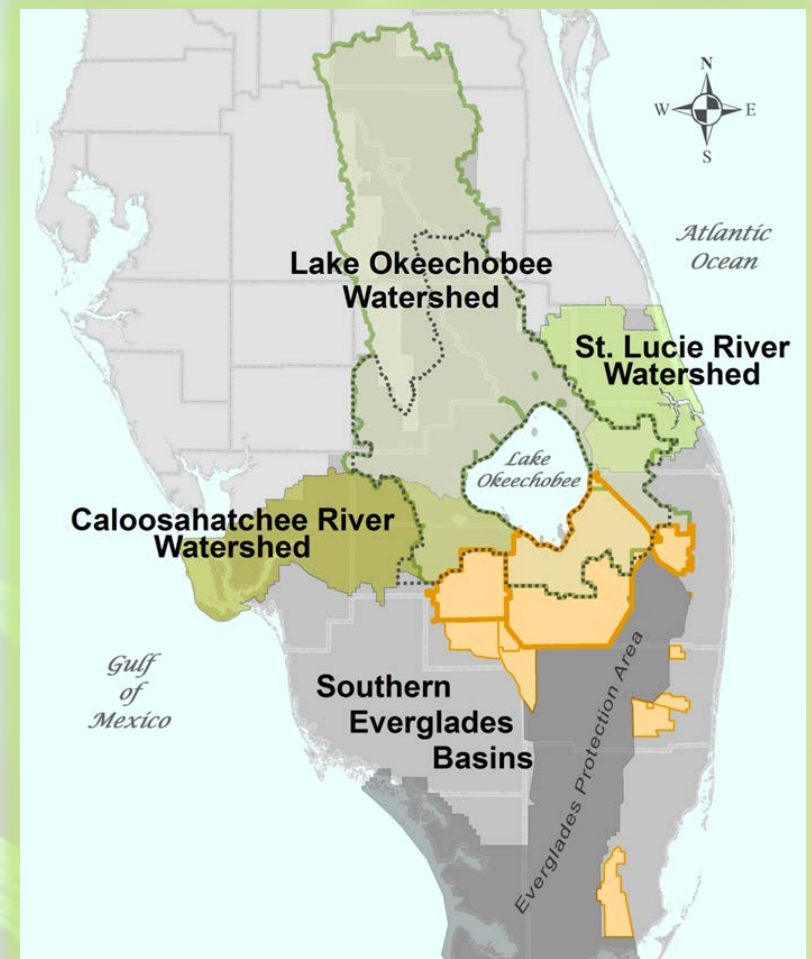 N
W
E
S
Atlantic
Ocean
Lake Okeechobee
Watershed
St. Lucie River
Watershed
Lake
Okeechobee
Caloosahatchee River
Watershed
Gulf
of
Mexico
Southern
Everglades
Basins
Everglades Protection Area